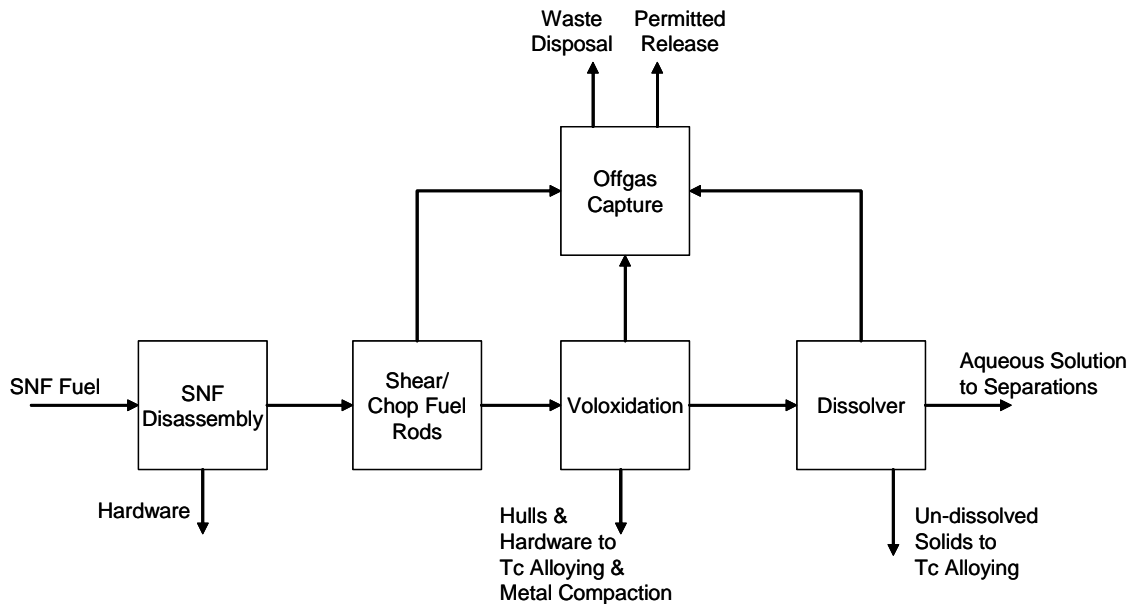 Waste
Disposal
Permitted
Release
Offgas
Capture
SNF Fuel
SNF
Disassembly
Shear/
Chop Fuel
Rods
Voloxidation
Dissolver
Aqueous Solution
to Separations
Hardware
Hulls &
Hardware to
Tc Alloying &
Metal Compaction
Un-dissolved
Solids to
Tc Alloying